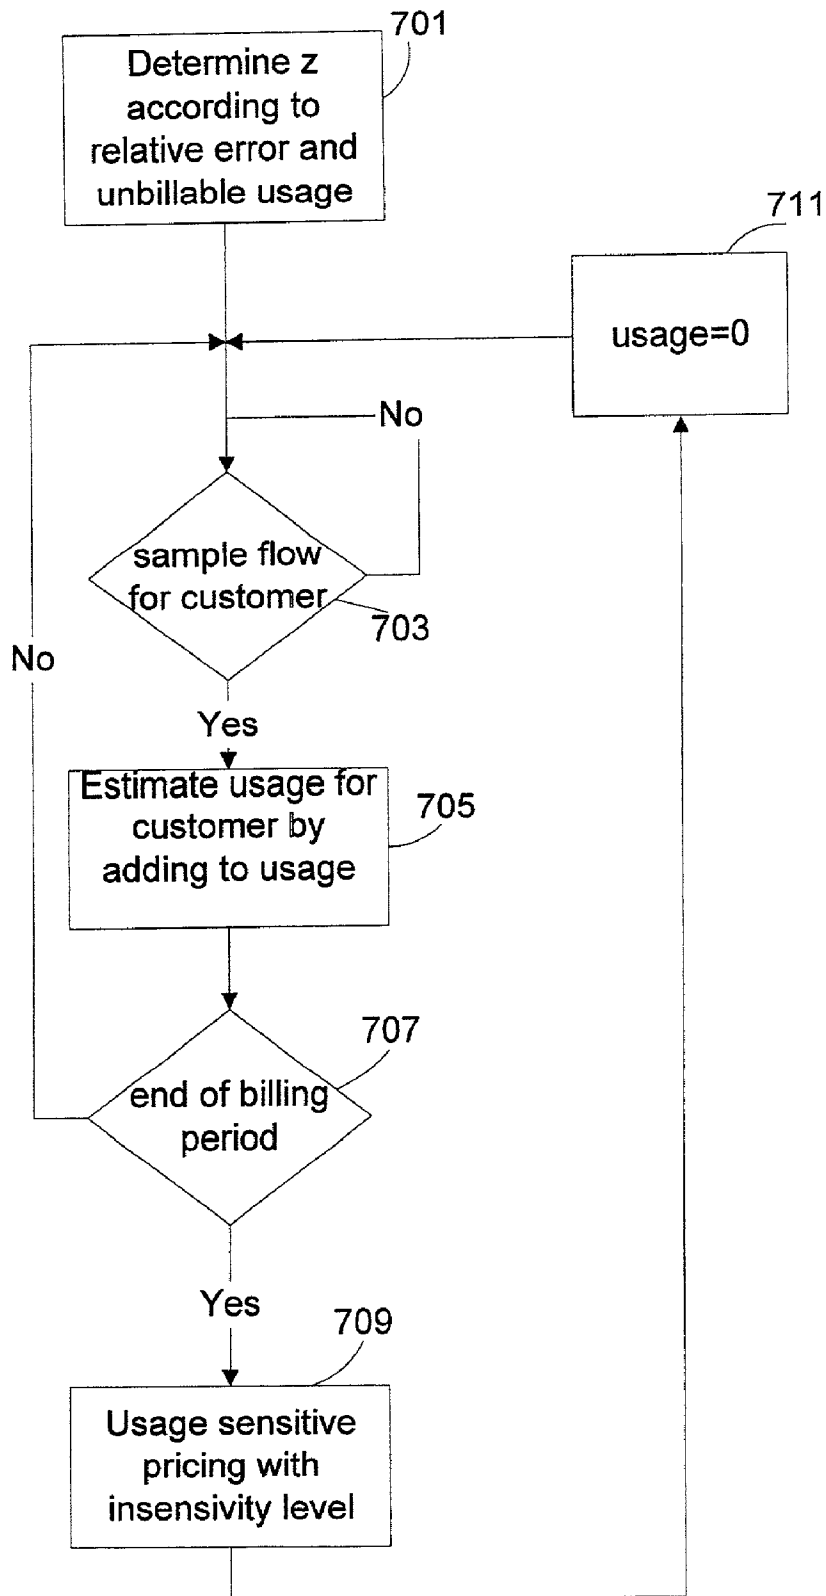 701
Determine z
according to
relative error and
unbillable usage
711
usage=0
No
sample flow
for customer
703
No
Yes
Estimate usage for
customer by
adding to usage
705
707
end of billing
period
Yes
709
Usage sensitive
pricing with
insensivity level